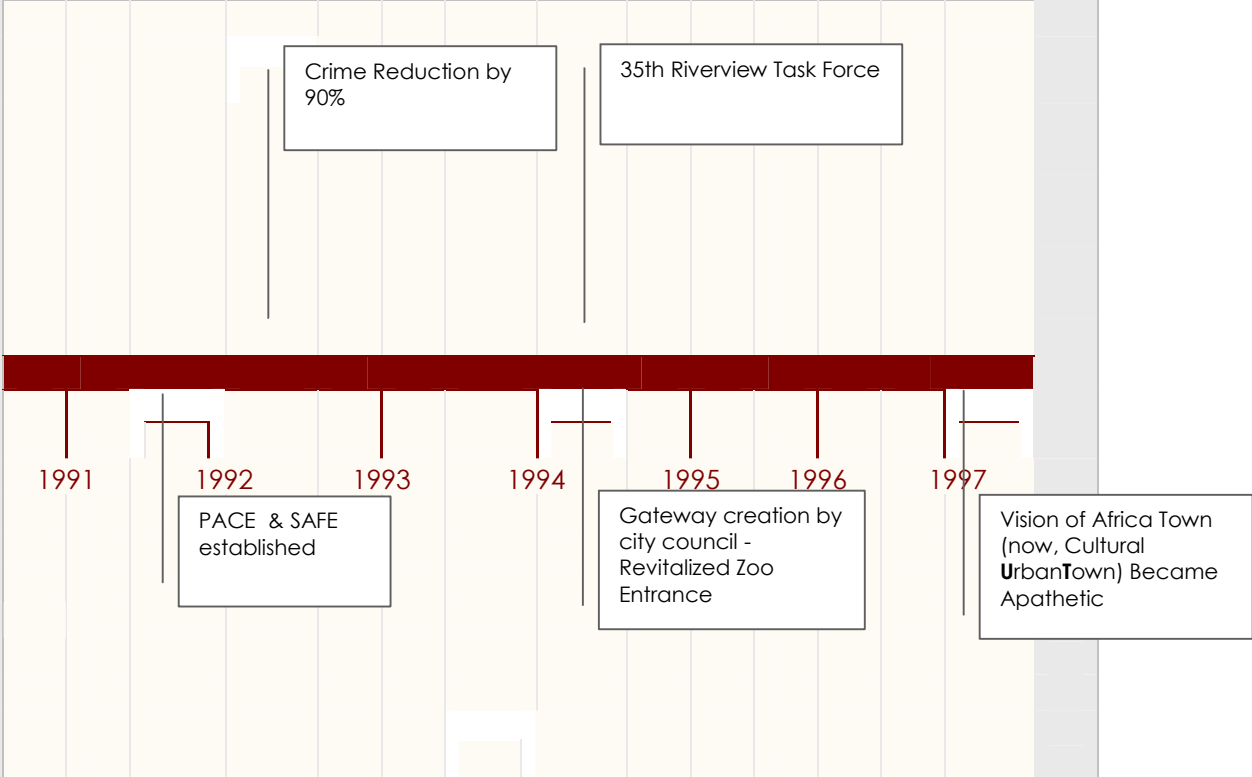 Crime Reduction by
90%
35th Riverview Task Force
1991
1992
1993
1994
1995
1996
1997
PACE & SAFE
established
Gateway creation by
city council -
Revitalized Zoo
Entrance
Vision of Africa Town
(now, Cultural
UrbanTown) Became
Apathetic